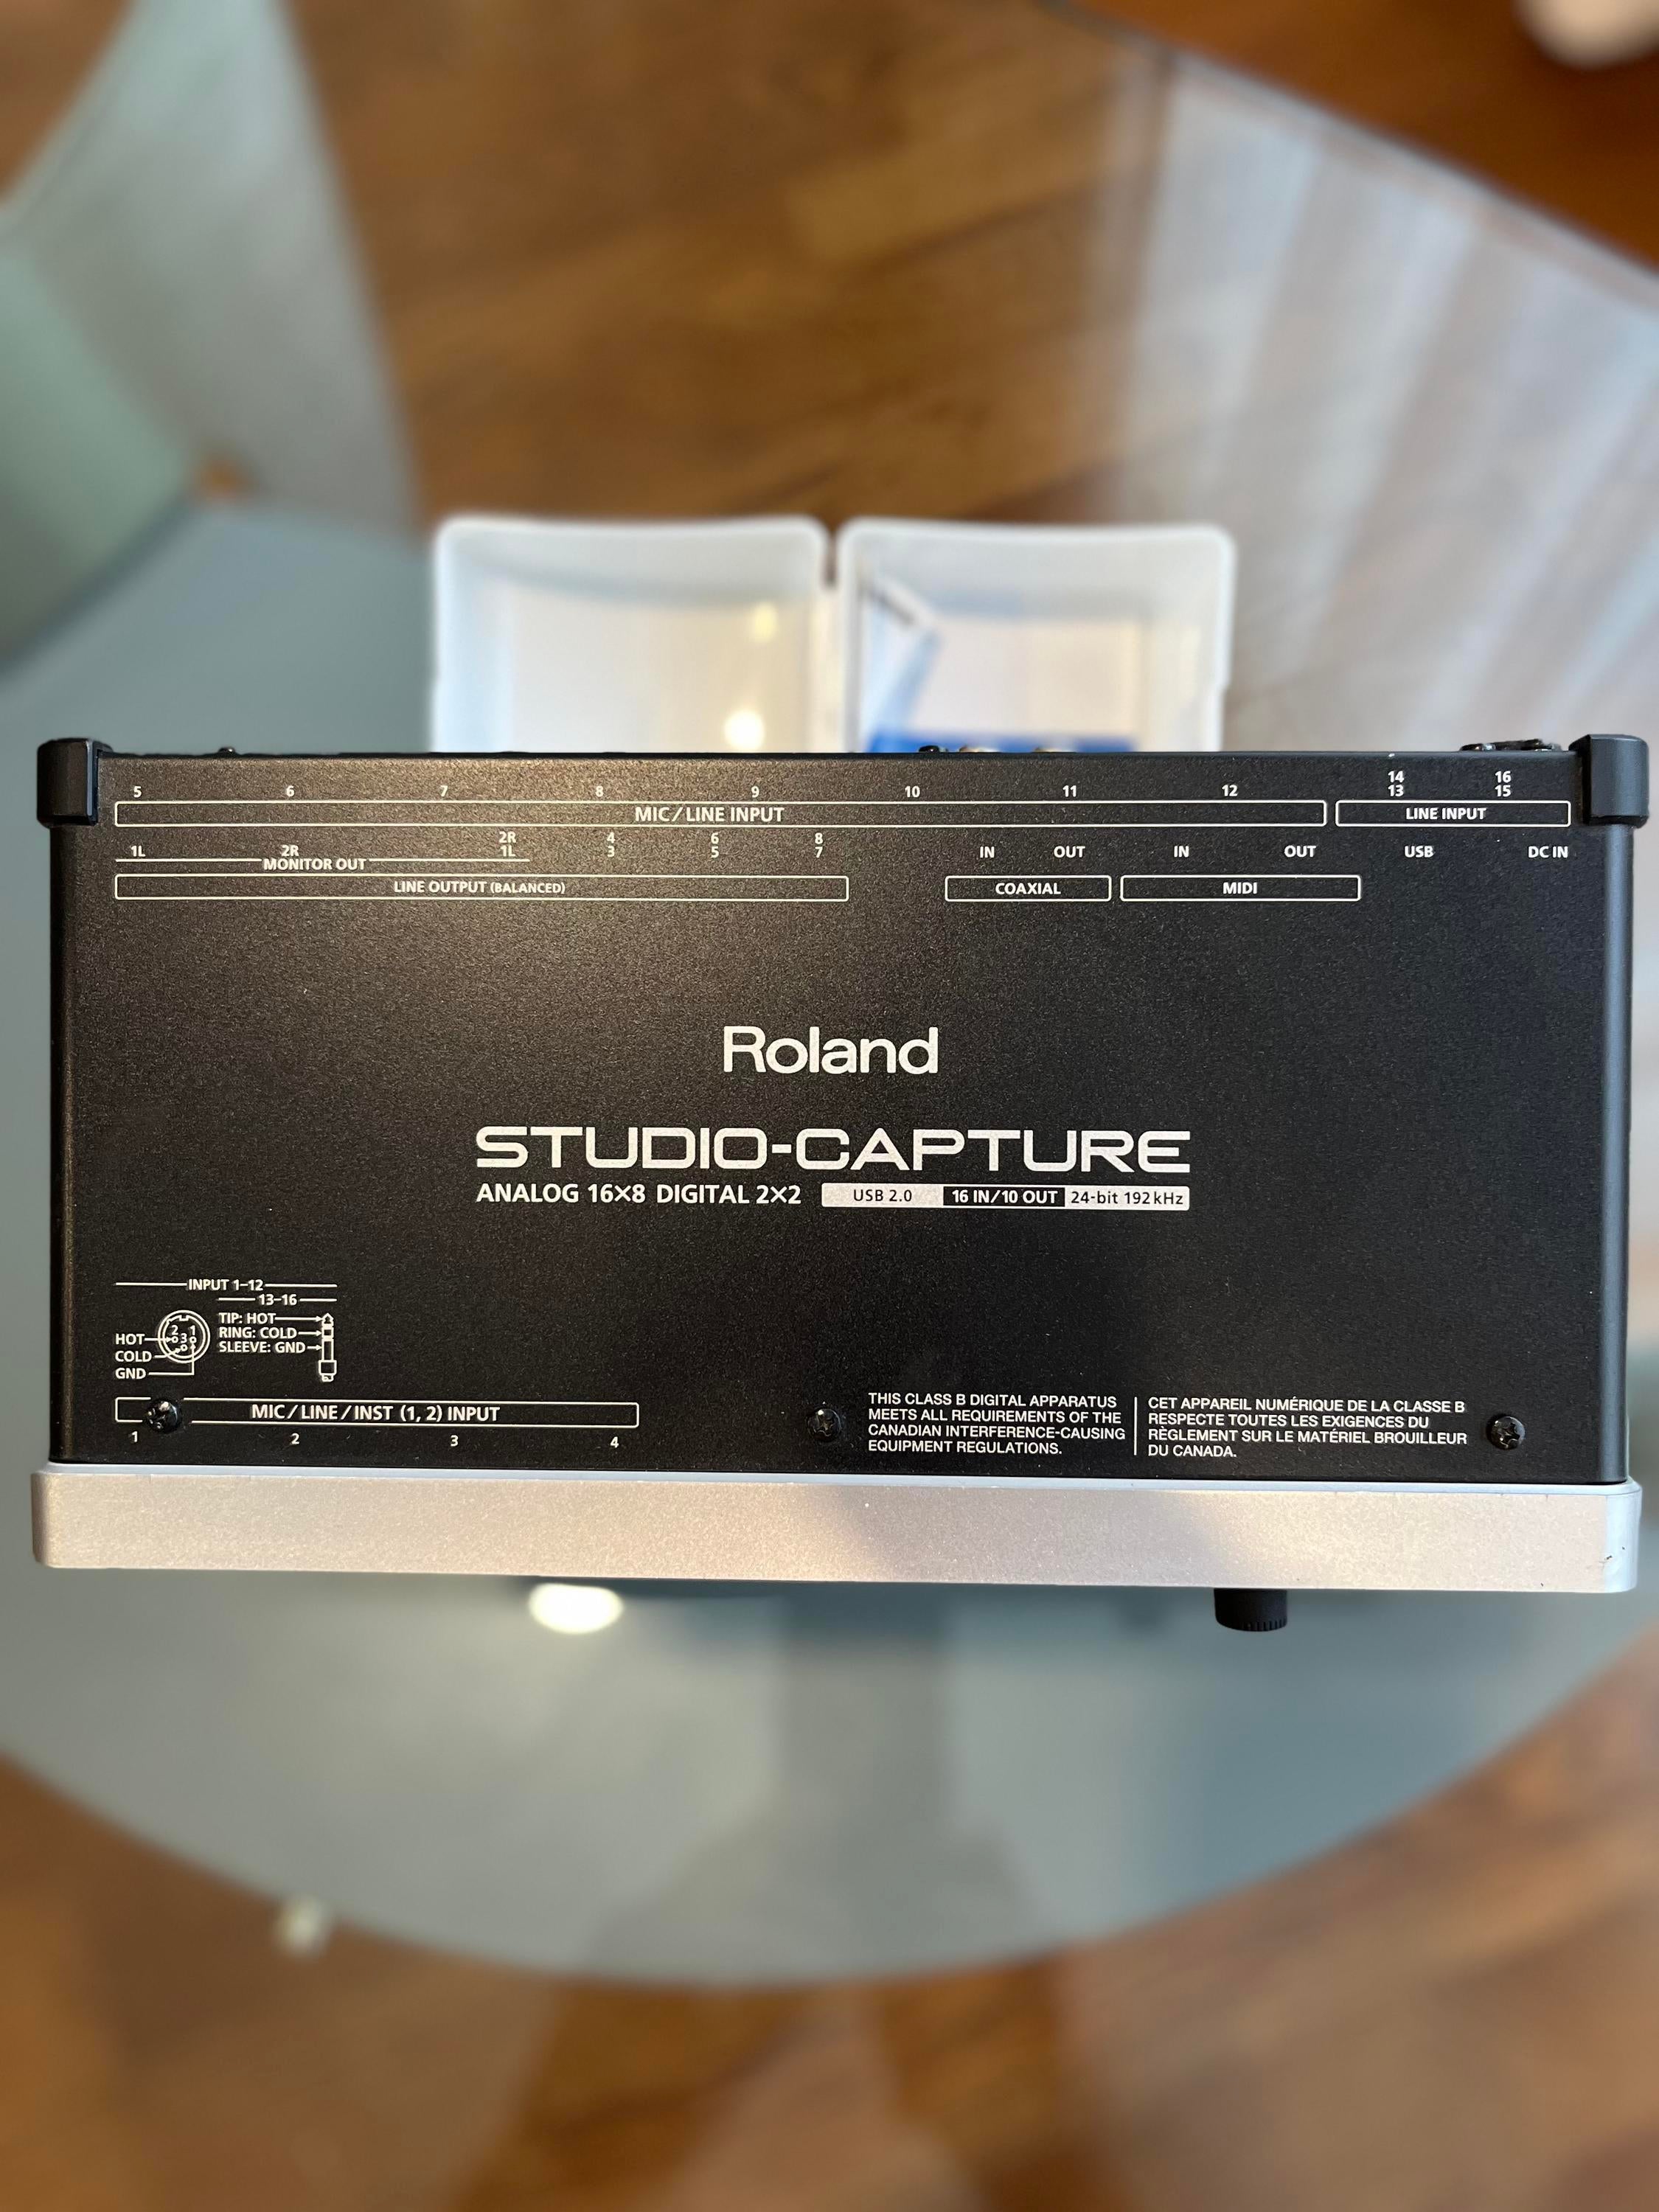 5 6 7 8 9 10 11 12 14 16
13 15
MIC/LINE INPUT LINE INPUT
2R 4 6 8
1L 2R 1L 3 5 7 IN OUT IN OUT USB DC IN
MONITOR OUT
LINE OUTPUT (BALANCED) COAXIAL MIDI
Roland
STUDIO-CAPTURE
ANALOG 16×8 DIGITAL 2×2 USB 2.0 16 IN/10 OUT 24-bit 192kHz
INPUT 1–12
13–16
TIP: HOT
RING: COLD
SLEEVE: GND
2 1
3
HOT
COLD
GND
MIC/LINE/INST (1, 2) INPUT
1 2 3 4
THIS CLASS B DIGITAL APPARATUS
MEETS ALL REQUIREMENTS OF THE
CANADIAN INTERFERENCE-CAUSING
EQUIPMENT REGULATIONS.
CET APPAREIL NUMÉRIQUE DE LA CLASSE B
RESPECTE TOUTES LES EXIGENCES DU
RÈGLEMENT SUR LE MATÉRIEL BROUILLEUR
DU CANADA.